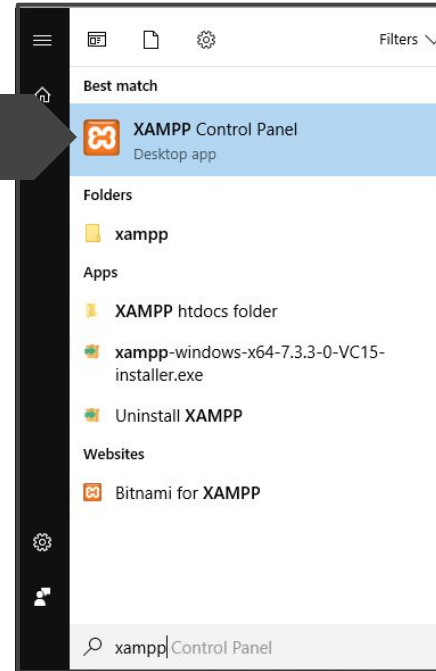 Filters
Best match
XAMPP Control Panel
Desktop app
Folders
xampp
Apps
XAMPP htdocs folder
xampp-windows-x64-7.3.3-0-VC15-
installer.exe
Uninstall XAMPP
Websites
Bitnami for XAMPP
xampp Control Panel